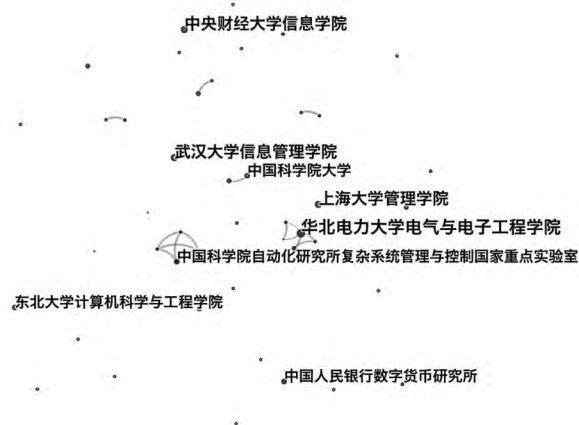 中央财经大学信息学院
武汉大学信息管理学院
中国科学院大学
上海大学管理学院
华北电力大学电气与电子工程学院
中国科学院自动化研究所复杂系统管理与控制国家重点实验室
东北大学计算机科学与工程学院
中国人民银行数字货币研究所